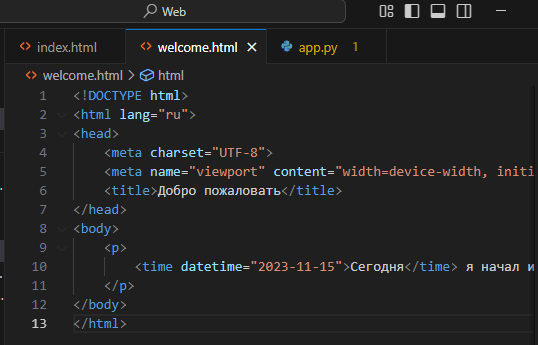 Web
index.html welcome.html app.py 1
welcome.html > html
1 <!DOCTYPE html>
2 <html lang="ru">
3 <head>
4 <meta charset="UTF-8">
5 <meta name="viewport" content="width=device-width, initi
6 <title>Добро пожаловать</title>
7 </head>
8 <body>
9 <p>
10 <time datetime="2023-11-15">Сегодня</time> я начал и
11 </p>
12 </body>
13 </html>